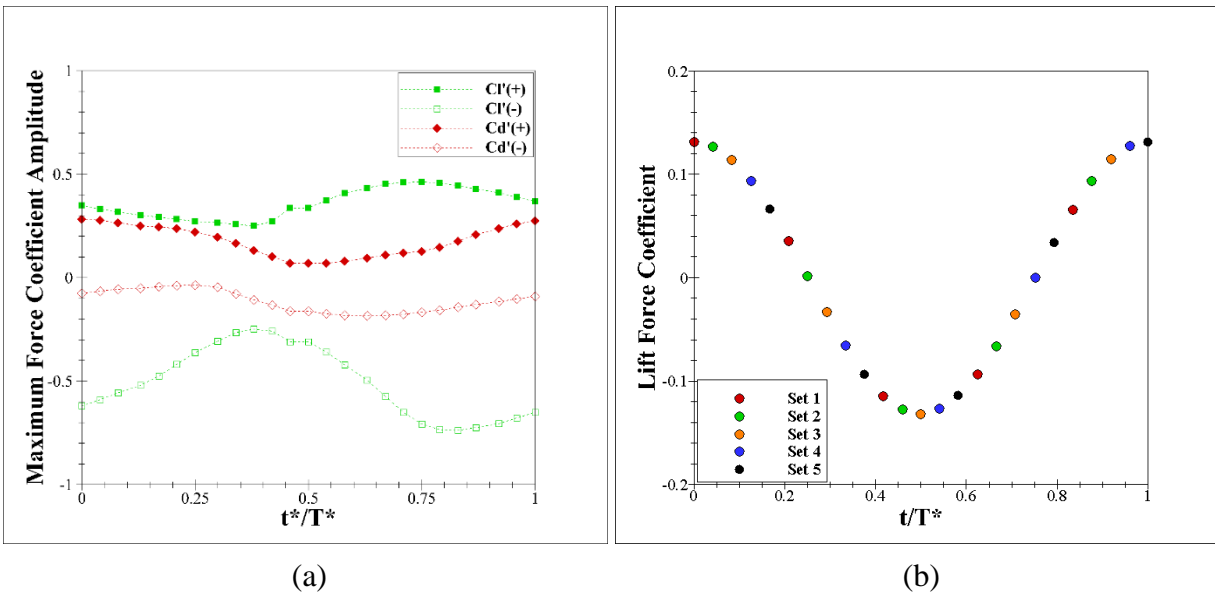 Maximum Force Coefficient Amplitude
1
0.5
0
-0.5
-1
0
0.25
0.5
0.75
1
t*/T*
Cl'(+)
Cl'(-)
Cd'(+)
Cd'(-)
(a)
Lift Force Coefficient
0.2
0.1
0
-0.1
-0.2
0
0.2
0.4
0.6
0.8
1
t/T*
Set 1
Set 2
Set 3
Set 4
Set 5
(b)